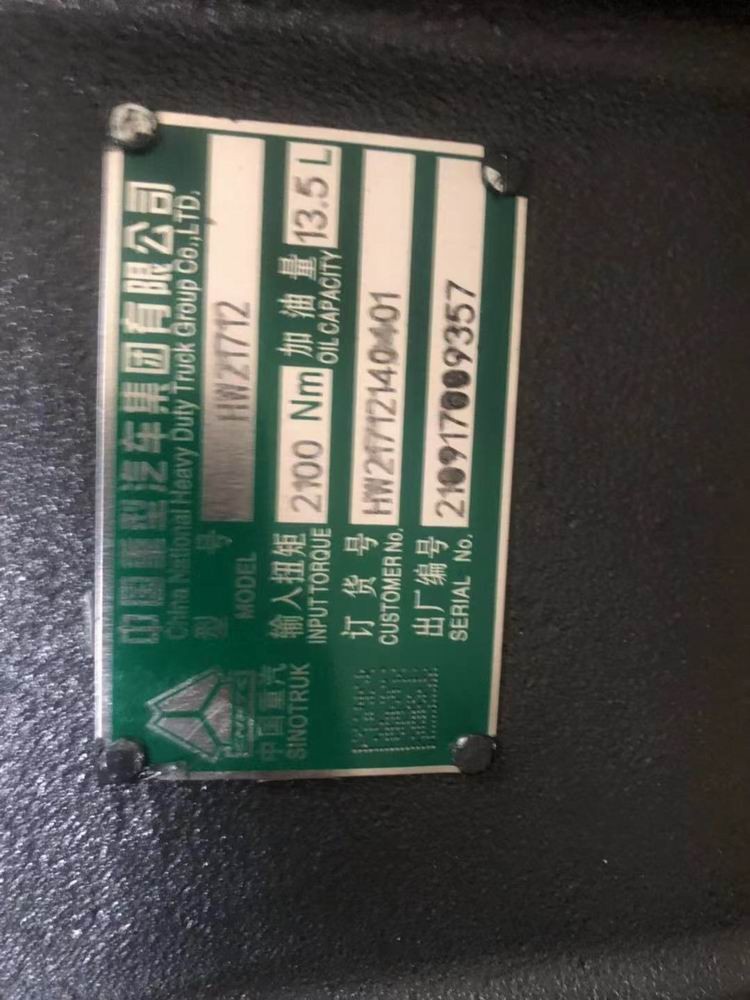 中国重型汽车集团有限公司
China National Heavy Duty Truck Group Co.,LTD.
型 号 HW21712
MODEL
输入扭矩 2100 Nm 加油量 13.5 L
INPUT TORQUE OIL CAPACITY
订 货 号 HW21712140401
CUSTOMER No.
出厂编号 210917009357
SERIAL No.
中国重汽
SINOTRUK